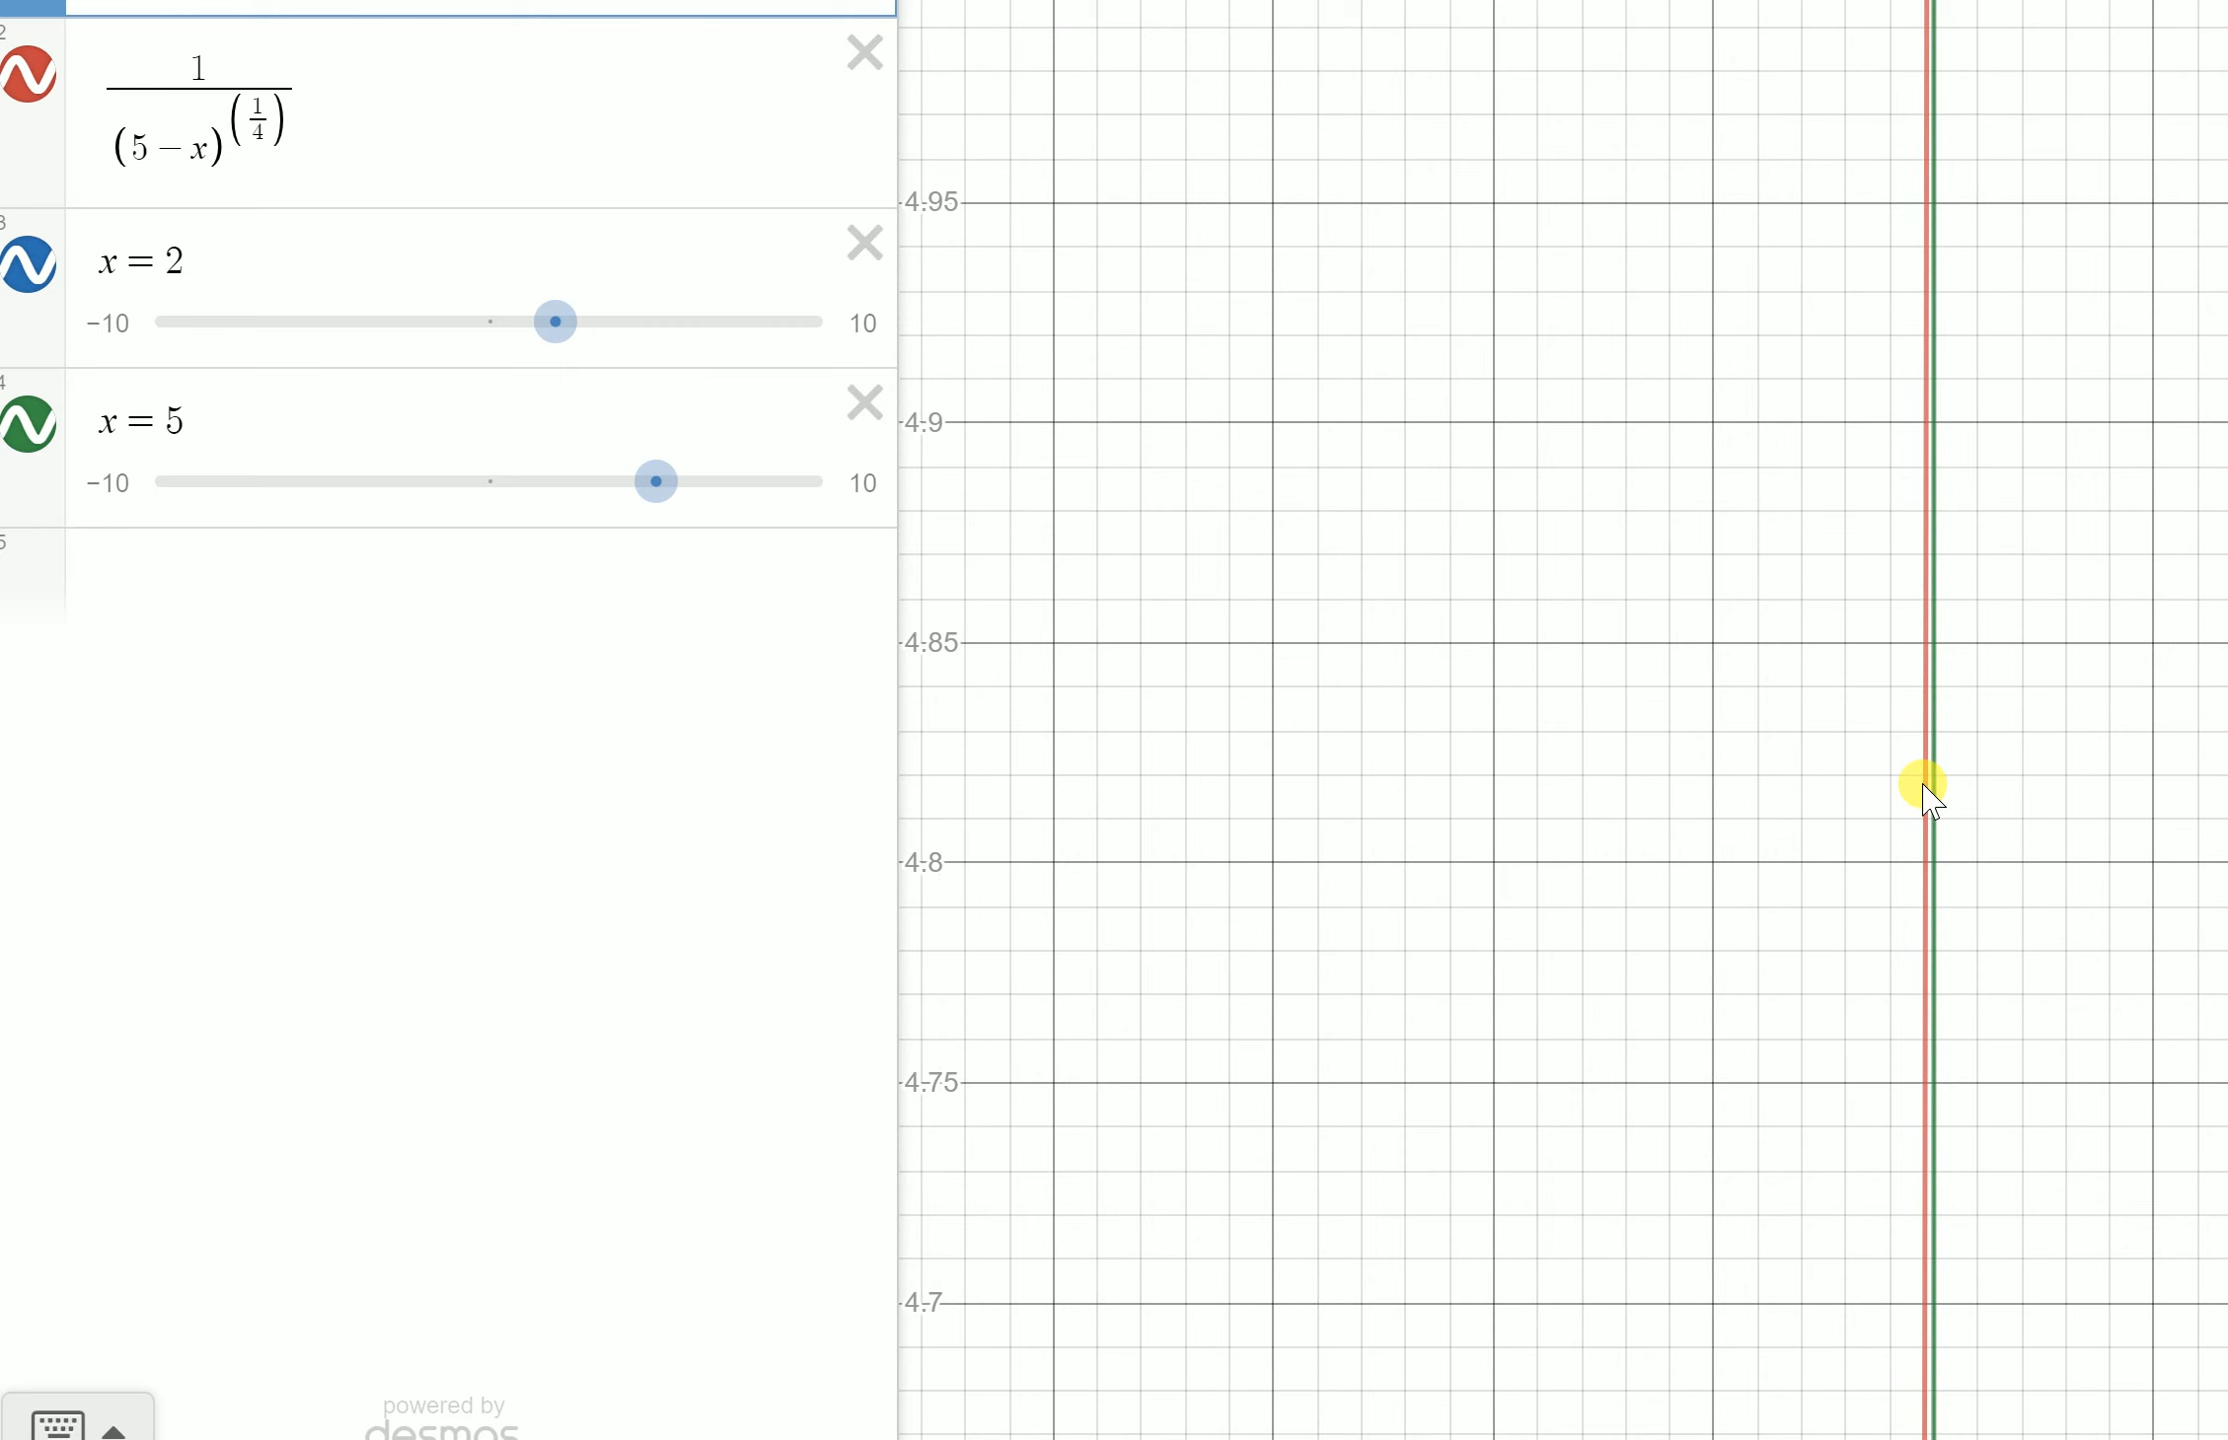 2
1
(5 − x)^(1/4)
3
x = 2
−10 10
4
x = 5
−10 10
5
4.95
4.9
4.85
4.8
4.75
4.7
powered by
desmos